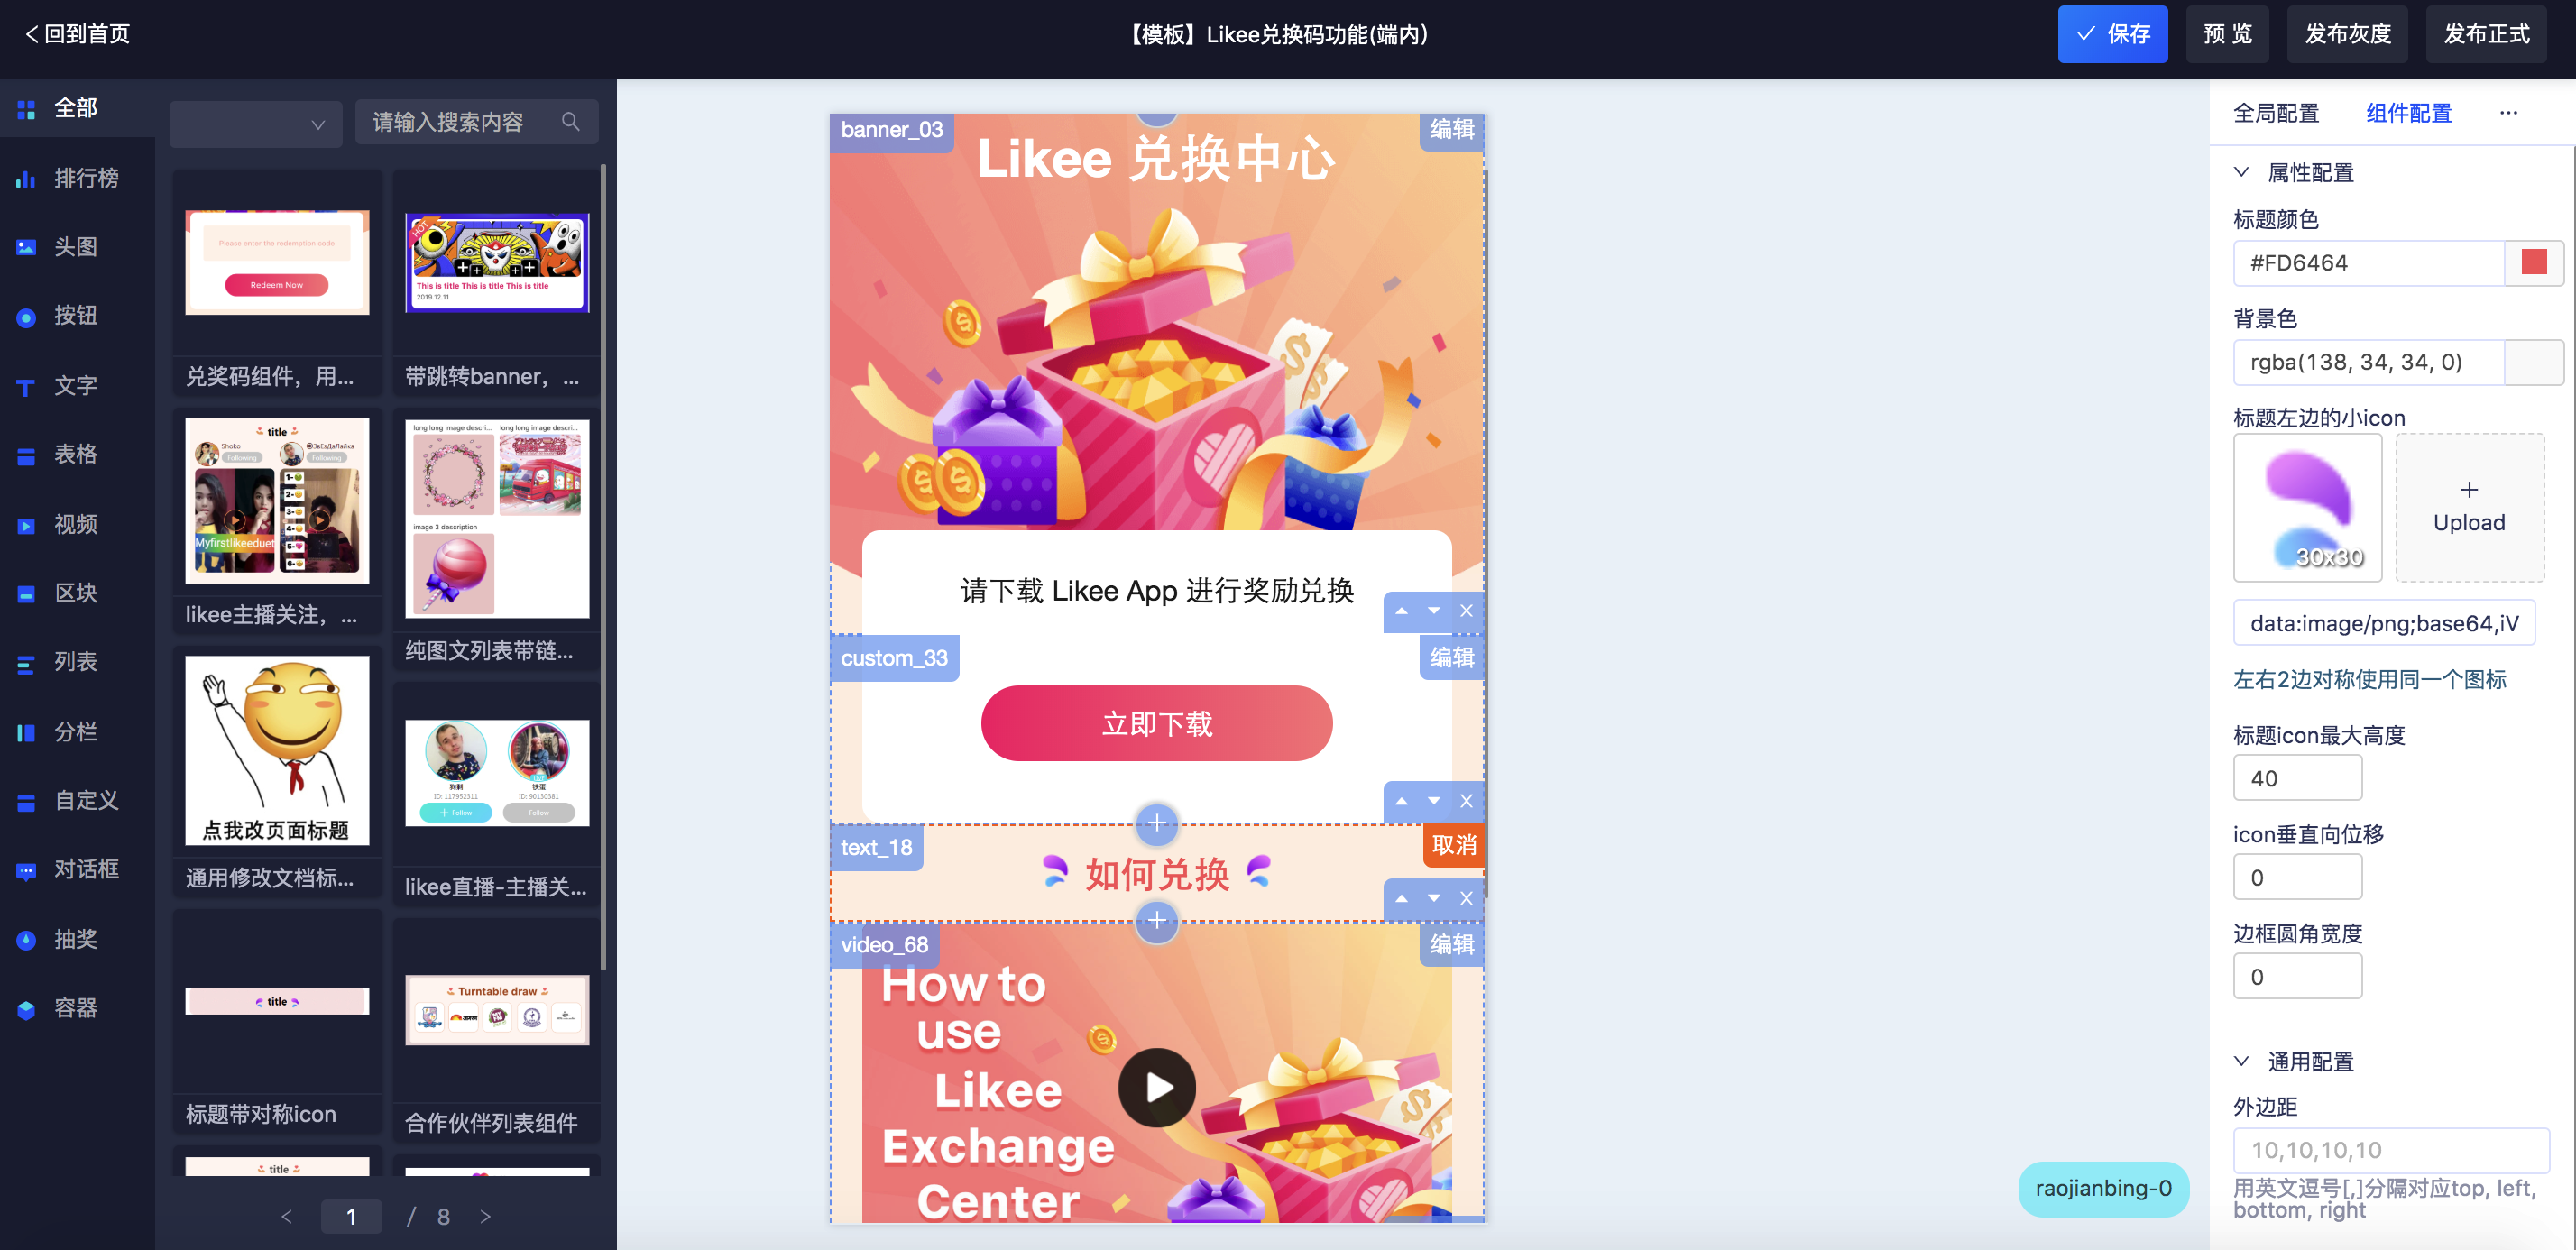 回到首页
【模板】Likee兑换码功能(端内)
保存
预 览
发布灰度
发布正式
全部
排行榜
头图
按钮
文字
表格
视频
区块
列表
分栏
自定义
对话框
抽奖
容器
请输入搜索内容
Please enter the redemption code
Redeem Now
兑奖码组件，用...
HOT
This is title This is title This is title
2019.12.11
带跳转banner，...
title
Shoko
Following
Following
Myfirstlikeeduet
1-
2-
3-
4-
5-
6-
likee主播关注，...
long long image descri...
long long image descri...
image 3 description
纯图文列表带链...
点我改页面标题
通用修改文档标...
ID: 117952311
ID: 90130381
+ Follow
Follow
likee直播-主播关...
title
标题带对称icon
Turntable draw
合作伙伴列表组件
title
< 1 / 8 >
banner_03
编辑
Likee 兑换中心
请下载 Likee App 进行奖励兑换
X
custom_33
编辑
立即下载
X
text_18
取消
如何兑换
X
video_68
编辑
How to
use
Likee
Exchange
Center
raojianbing-0
全局配置
组件配置
...
属性配置
标题颜色
#FD6464
背景色
rgba(138, 34, 34, 0)
标题左边的小icon
30x30
+
Upload
data:image/png;base64,iV
左右2边对称使用同一个图标
标题icon最大高度
40
icon垂直向位移
0
边框圆角宽度
0
通用配置
外边距
10,10,10,10
用英文逗号[,]分隔对应top, left,
bottom, right